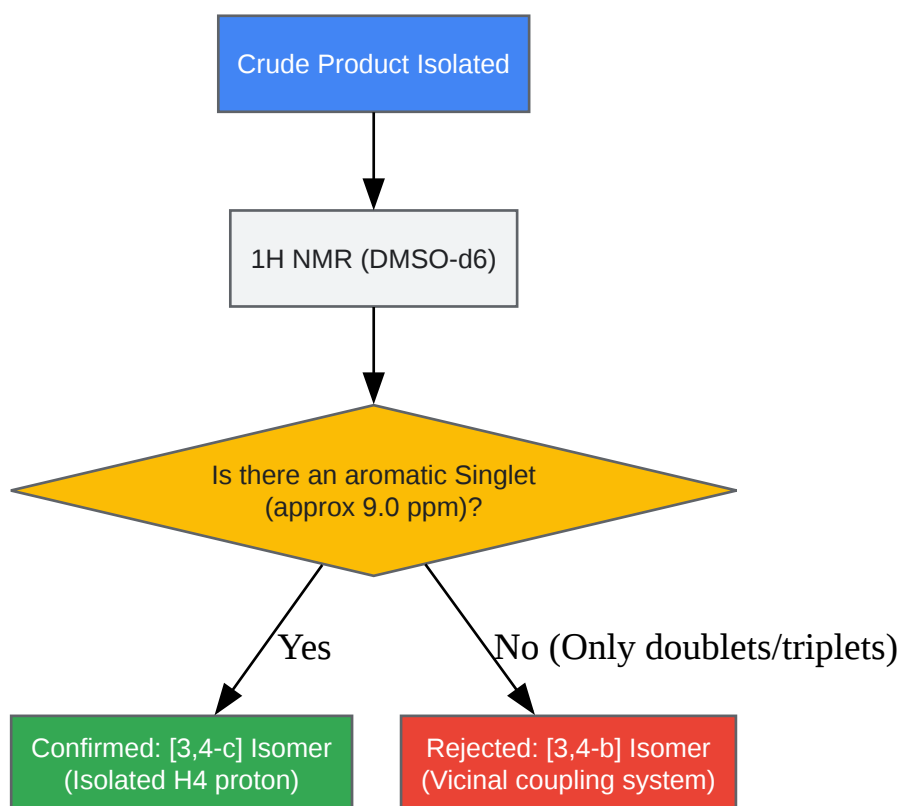 Crude Product Isolated
1H NMR (DMSO-d6)
Is there an aromatic Singlet
(approx 9.0 ppm)?
Yes
No (Only doublets/triplets)
Confirmed: [3,4-c] Isomer
(Isolated H4 proton)
Rejected: [3,4-b] Isomer
(Vicinal coupling system)